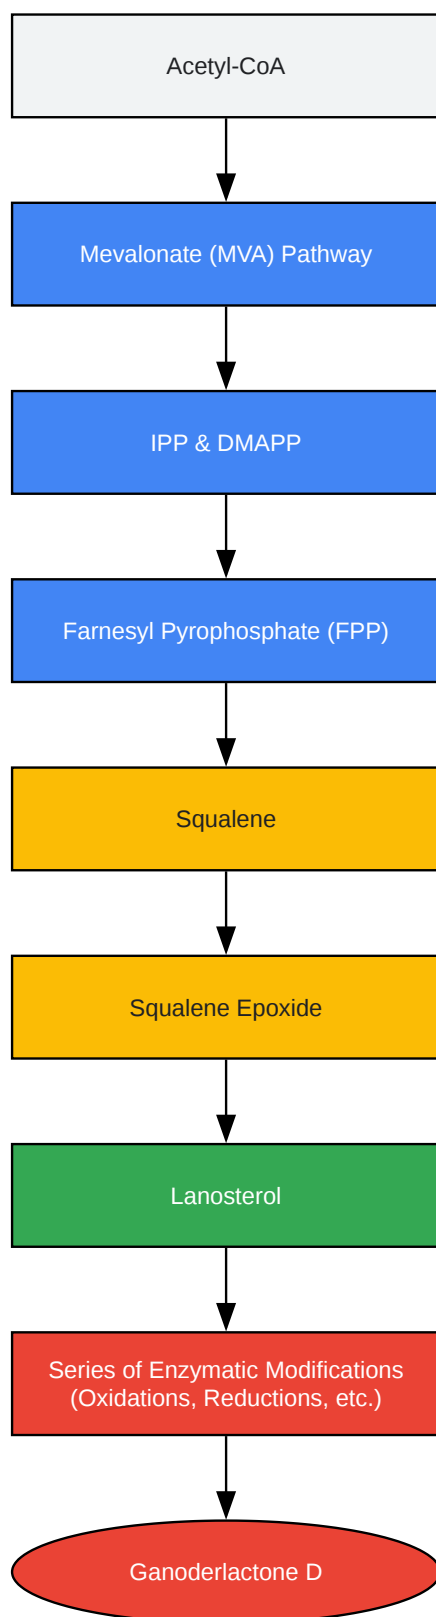 Acetyl-CoA
Mevalonate (MVA) Pathway
IPP & DMAPP
Farnesyl Pyrophosphate (FPP)
Squalene
Squalene Epoxide
Lanosterol
Series of Enzymatic Modifications
(Oxidations, Reductions, etc.)
Ganoderlactone D